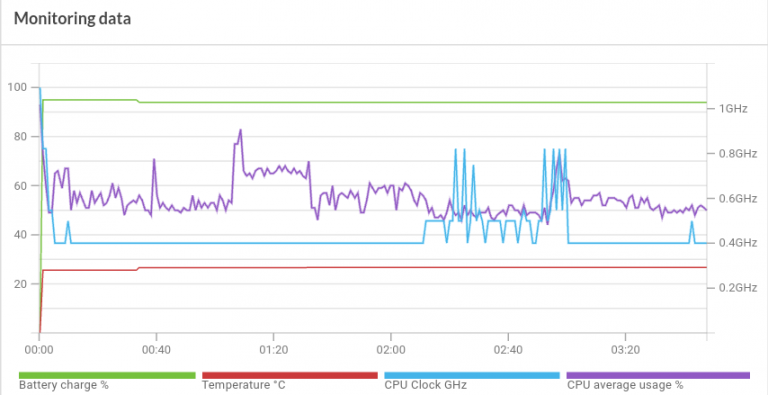 Monitoring data
100
80
60
40
20
1GHz
0.8GHz
0.6GHz
0.4GHz
0.2GHz
00:00 00:40 01:20 02:00 02:40 03:20
Battery charge % Temperature °C CPU Clock GHz CPU average usage %